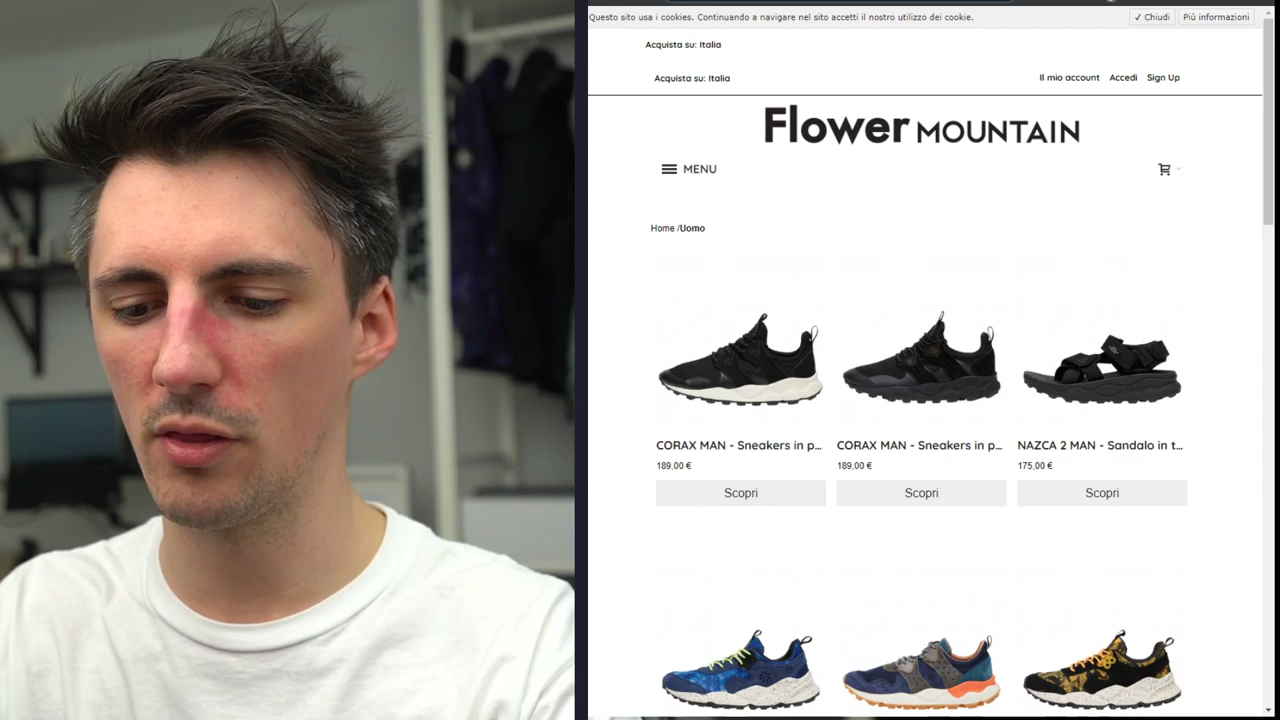 Questo sito usa i cookies. Continuando a navigare nel sito accetti il nostro utilizzo dei cookie.
✓ Chiudi
Più informazioni
Acquista su: Italia
Acquista su: Italia
Il mio account
Accedi
Sign Up
Flower MOUNTAIN
MENU
Home /Uomo
CORAX MAN - Sneakers in p...
CORAX MAN - Sneakers in p...
NAZCA 2 MAN - Sandalo in t...
189,00 €
189,00 €
175,00 €
Scopri
Scopri
Scopri